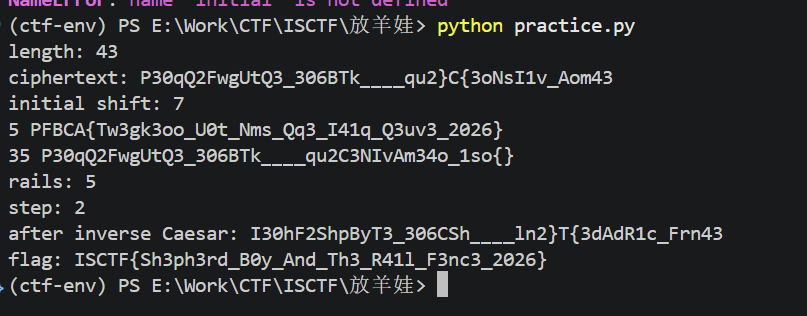 NameError: name 'initial' is not defined
(ctf-env) PS E:\Work\CTF\ISCTF\放羊娃> python practice.py
length: 43
ciphertext: P30qQ2FwgUtQ3_306BTk____qu2}C{3oNsI1v_Aom43
initial shift: 7
5 PFBCA{Tw3gk3oo_U0t_Nms_Qq3_I41q_Q3uv3_2026}
35 P30qQ2FwgUtQ3_306BTk____qu2C3NIvAm34o_1so{}
rails: 5
step: 2
after inverse Caesar: I30hF2ShpByT3_306CSh____ln2}T{3dAdR1c_Frn43
flag: ISCTF{Sh3ph3rd_B0y_And_Th3_R41l_F3nc3_2026}
(ctf-env) PS E:\Work\CTF\ISCTF\放羊娃>